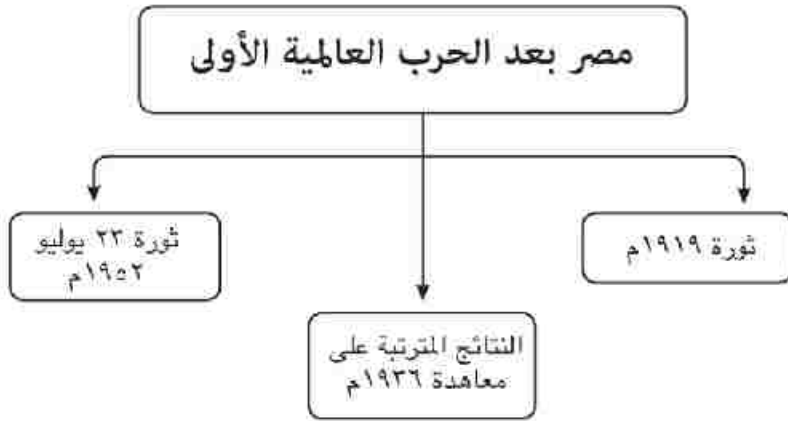 مصر بعد الحرب العالمية الأولى
ثورة ١٩١٩م
النتائج المترتبة على
معاهدة ١٩٣٦م
ثورة ٢٣ يوليو
١٩٥٢م